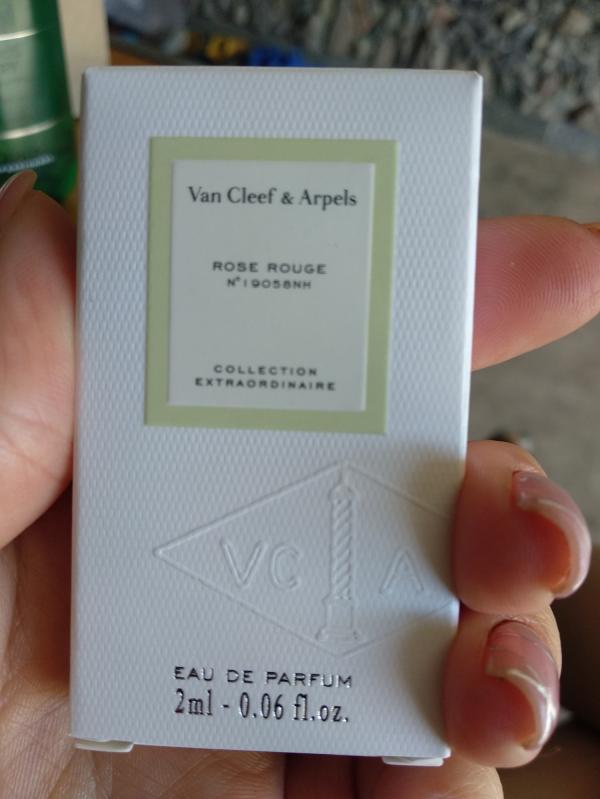 Van Cleef & Arpels
ROSE ROUGE
N°19058NH
COLLECTION
EXTRAORDINAIRE
VC A
EAU DE PARFUM
2ml - 0.06 fl.oz.